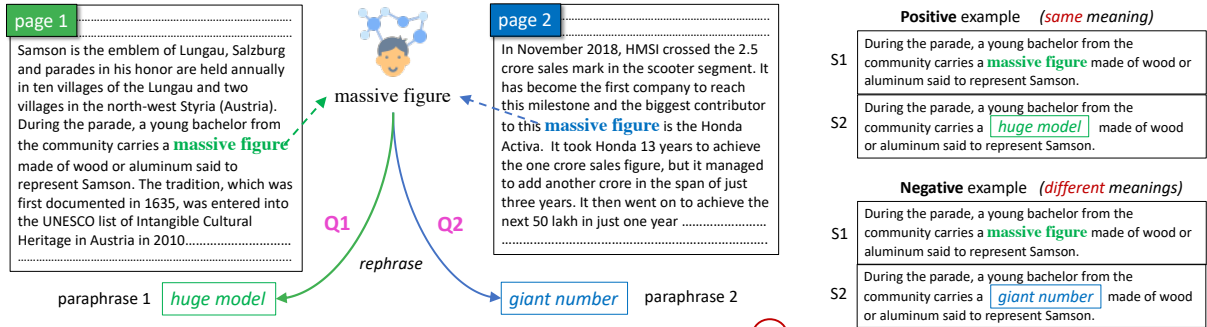 page 1
Samson is the emblem of Lungau, Salzburg
and parades in his honor are held annually
in ten villages of the Lungau and two
villages in the north-west Styria (Austria).
During the parade, a young bachelor from
the community carries a massive figure
made of wood or aluminum said to
represent Samson. The tradition, which was
first documented in 1635, was entered into
the UNESCO list of Intangible Cultural
Heritage in Austria in 2010.....................
massive figure
page 2
In November 2018, HMSI crossed the 2.5
crore sales mark in the scooter segment. It
has become the first company to reach
this milestone and the biggest contributor
to this massive figure is the Honda
Activa. It took Honda 13 years to achieve
the one crore sales figure, but it managed
to add another crore in the span of just
three years. It then went on to achieve the
next 50 lakh in just one year .....................
Q1
Q2
rephrase
paraphrase 1 huge model
giant number paraphrase 2
Positive example (same meaning)
S1
During the parade, a young bachelor from the
community carries a massive figure made of wood or
aluminum said to represent Samson.
S2
During the parade, a young bachelor from the
community carries a huge model made of wood
or aluminum said to represent Samson.
Negative example (different meanings)
S1
During the parade, a young bachelor from the
community carries a massive figure made of wood or
aluminum said to represent Samson.
S2
During the parade, a young bachelor from the
community carries a giant number made of wood
or aluminum said to represent Samson.